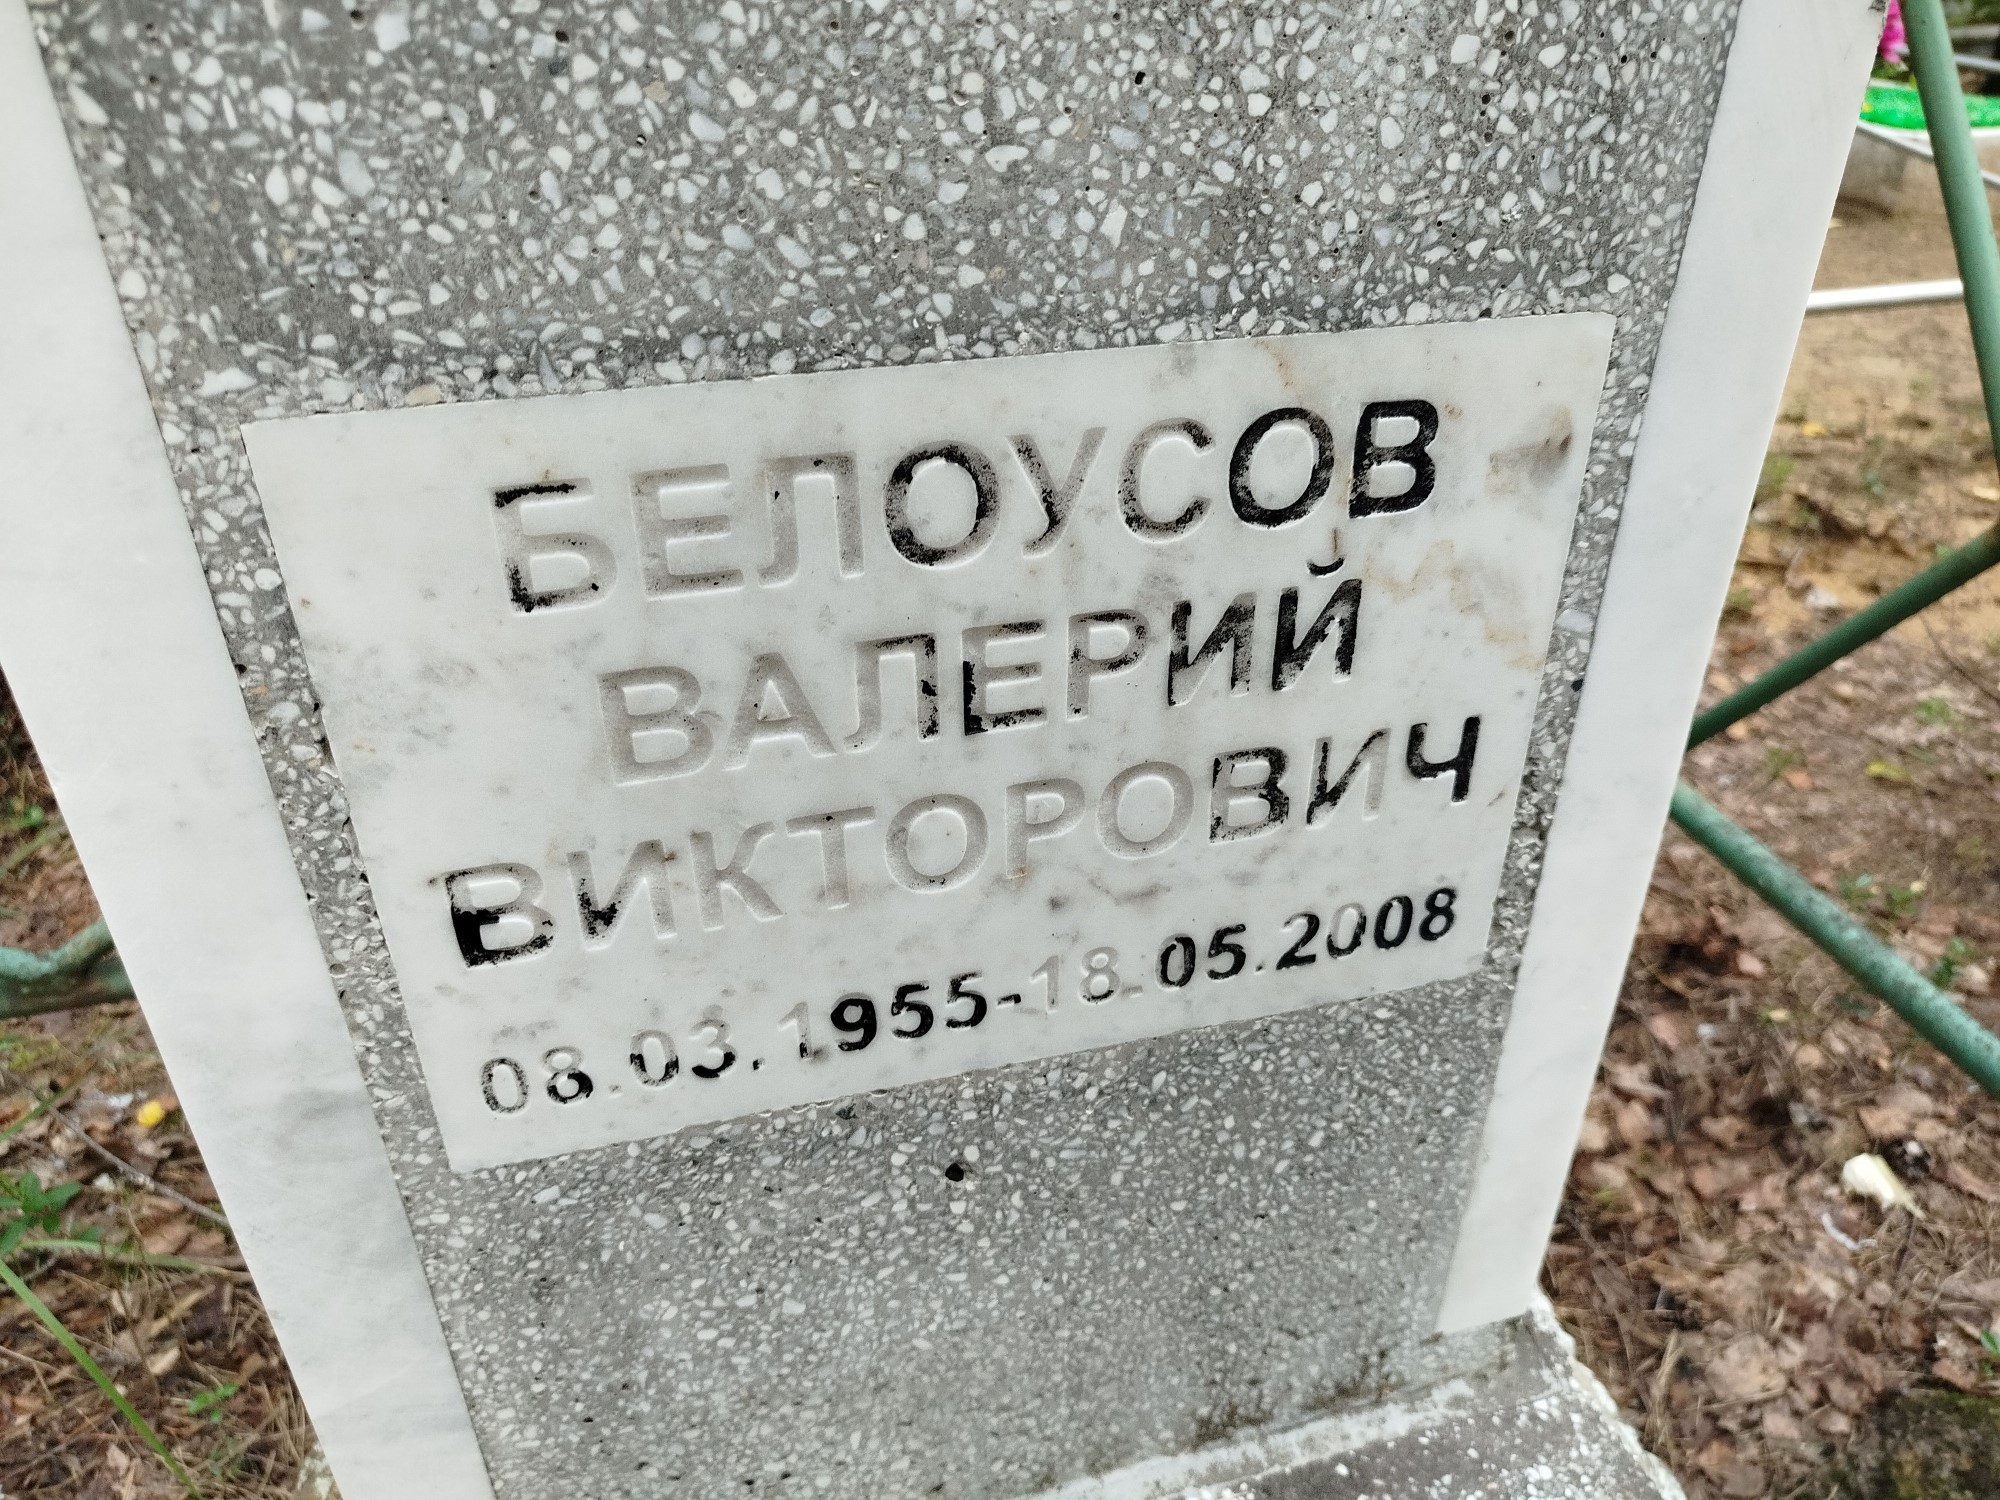 БЕЛОУСОВ
ВАЛЕРИЙ
ВИКТОРОВИЧ
08.03.1955-18.05.2008